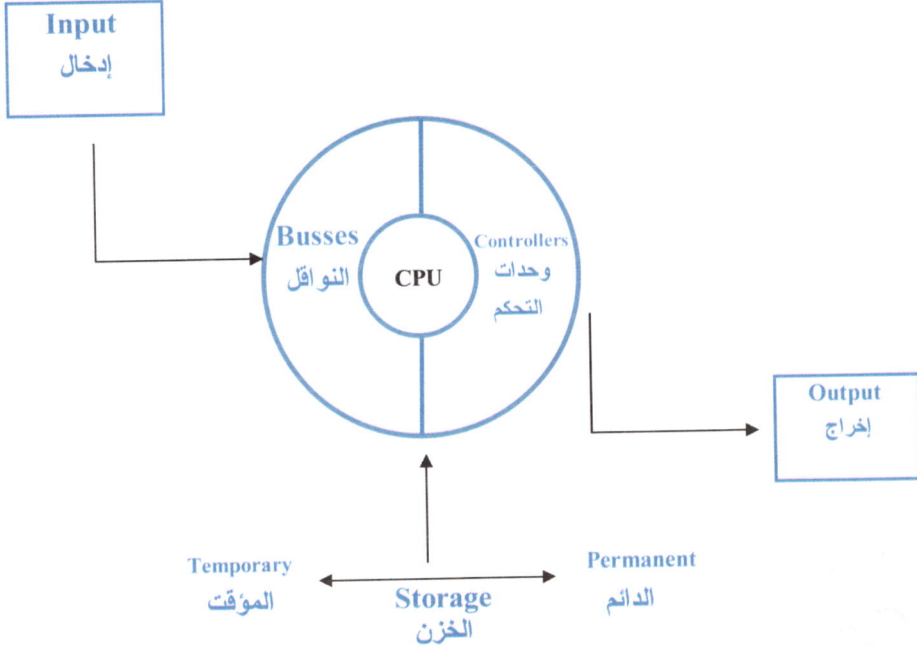 Input
إدخال
Busses
النواقل
CPU
Controllers
وحدات
التحكم
Output
إخراج
Temporary
المؤقت
Storage
الخزن
Permanent
الدائم